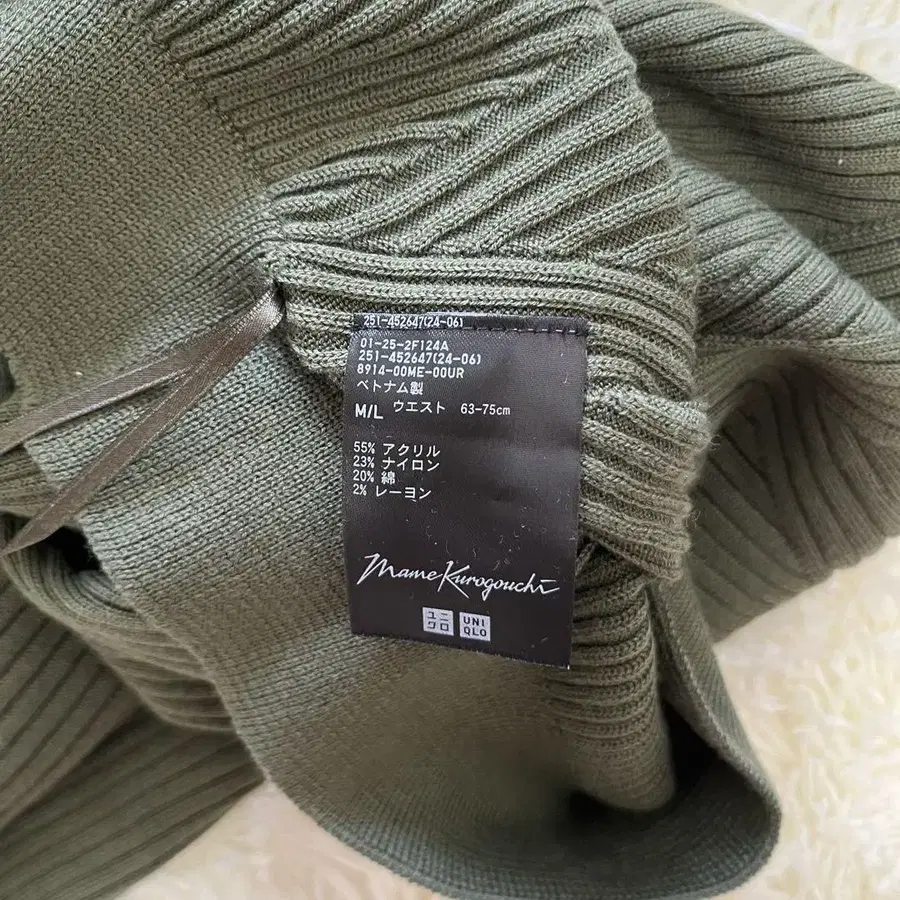 251-452647(24-06)
01-25-2F124A
251-452647(24-06)
8914-00ME-00UR
ベトナム製
M/L ウエスト 63-75cm
55% アクリル
23% ナイロン
20% 綿
2% レーヨン
Mame Kurogouchi
ユニ UNI
クロ QLO